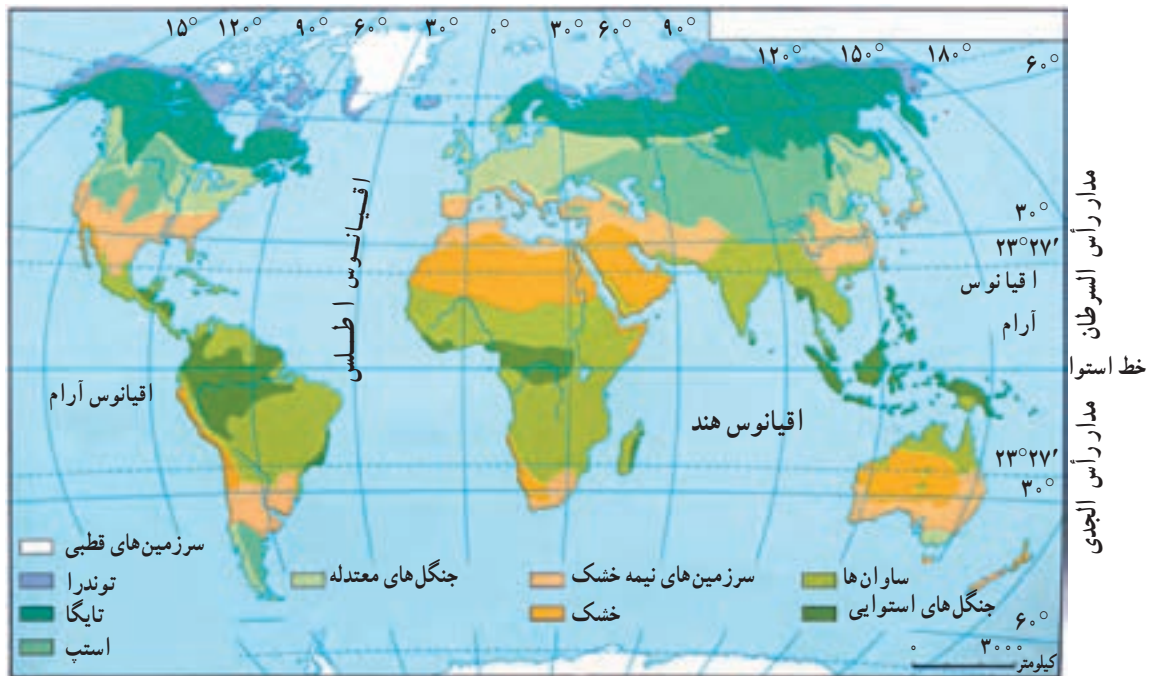 ۱۵° ۱۲۰° ۹۰° ۶۰° ۳۰° ۰° ۳۰° ۶۰° ۹۰°
۱۲۰° ۱۵۰° ۱۸۰° ۶۰°
۳۰°
۲۳°۲۷′
مدار رأس السرطان
اقیانوس
آرام
اقیانوس اطلس
خط استوا
اقیانوس آرام
اقیانوس هند
۲۳°۲۷′
۳۰°
مدار رأس الجدی
سرزمین‌های قطبی
توندرا
تایگا
استپ
جنگل‌های معتدله
سرزمین‌های نیمه خشک
خشک
ساوان‌ها
جنگل‌های استوایی
۶۰°
۰ ۳۰۰۰
کیلومتر